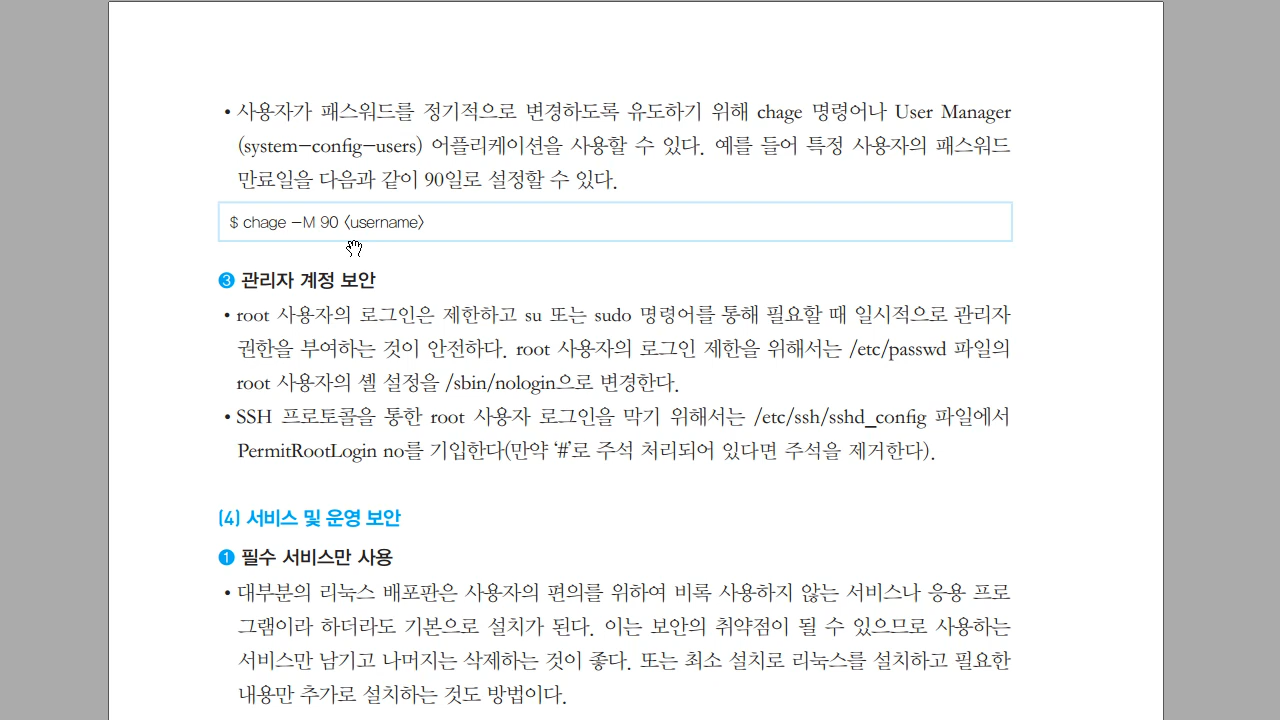 • 사용자가 패스워드를 정기적으로 변경하도록 유도하기 위해 chage 명령어나 User Manager
(system-config-users) 어플리케이션을 사용할 수 있다. 예를 들어 특정 사용자의 패스워드
만료일을 다음과 같이 90일로 설정할 수 있다.
$ chage -M 90 〈username〉
❸ 관리자 계정 보안
• root 사용자의 로그인은 제한하고 su 또는 sudo 명령어를 통해 필요할 때 일시적으로 관리자
권한을 부여하는 것이 안전하다. root 사용자의 로그인 제한을 위해서는 /etc/passwd 파일의
root 사용자의 셸 설정을 /sbin/nologin으로 변경한다.
• SSH 프로토콜을 통한 root 사용자 로그인을 막기 위해서는 /etc/ssh/sshd_config 파일에서
PermitRootLogin no를 기입한다(만약 ‘#’로 주석 처리되어 있다면 주석을 제거한다).
(4) 서비스 및 운영 보안
❶ 필수 서비스만 사용
• 대부분의 리눅스 배포판은 사용자의 편의를 위하여 비록 사용하지 않는 서비스나 응용 프로
그램이라 하더라도 기본으로 설치가 된다. 이는 보안의 취약점이 될 수 있으므로 사용하는
서비스만 남기고 나머지는 삭제하는 것이 좋다. 또는 최소 설치로 리눅스를 설치하고 필요한
내용만 추가로 설치하는 것도 방법이다.